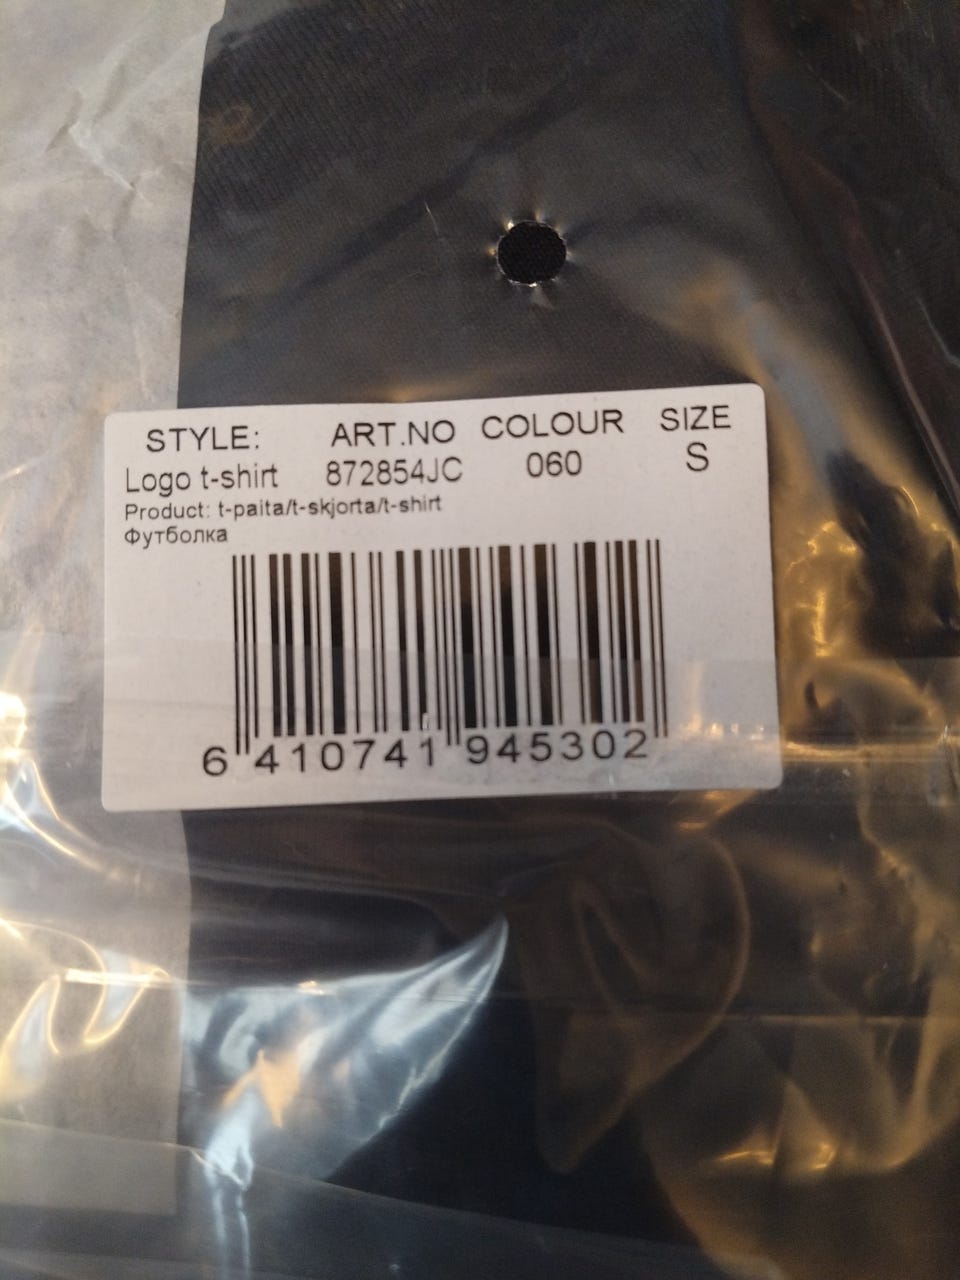 STYLE: ART.NO COLOUR SIZE
Logo t-shirt 872854JC 060 S
Product: t-paita/t-skjorta/t-shirt
Футболка
6 410741 945302